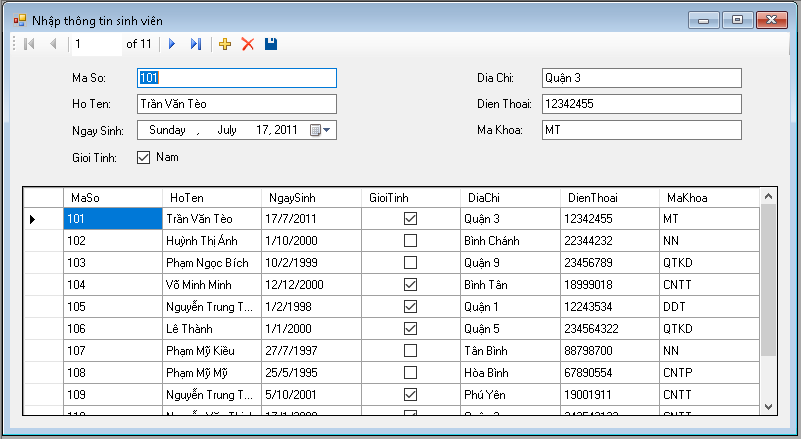 Nhập thông tin sinh viên
1 of 11
Ma So: 101 Dia Chi: Quận 3
Ho Ten: Trần Văn Tèo Dien Thoai: 12342455
Ngay Sinh: Sunday , July 17, 2011 Ma Khoa: MT
Gioi Tinh: Nam
MaSo HoTen NgaySinh GioiTinh DiaChi DienThoai MaKhoa
101 Trần Văn Tèo 17/7/2011 Quận 3 12342455 MT
102 Huỳnh Thị Ánh 1/10/2000 Bình Chánh 22344232 NN
103 Phạm Ngọc Bích 10/2/1999 Quận 9 23456789 QTKD
104 Võ Minh Minh 12/12/2000 Bình Tân 18999018 CNTT
105 Nguyễn Trung T... 1/2/1998 Quận 1 12243534 DDT
106 Lê Thành 1/1/2000 Quận 5 234564322 QTKD
107 Phạm Mỹ Kiều 27/7/1997 Tân Bình 88798700 NN
108 Phạm Mỹ Mỹ 25/5/1995 Hòa Bình 67890554 CNTP
109 Nguyễn Trung T... 5/10/2001 Phú Yên 19001911 CNTT